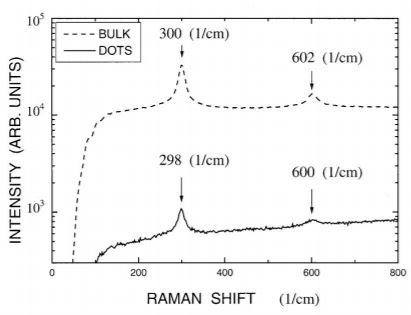 10^5
BULK
DOTS
300 (1/cm)
602 (1/cm)
10^4
298 (1/cm)
600 (1/cm)
10^3
INTENSITY (ARB. UNITS)
0 200 400 600 800
RAMAN SHIFT (1/cm)